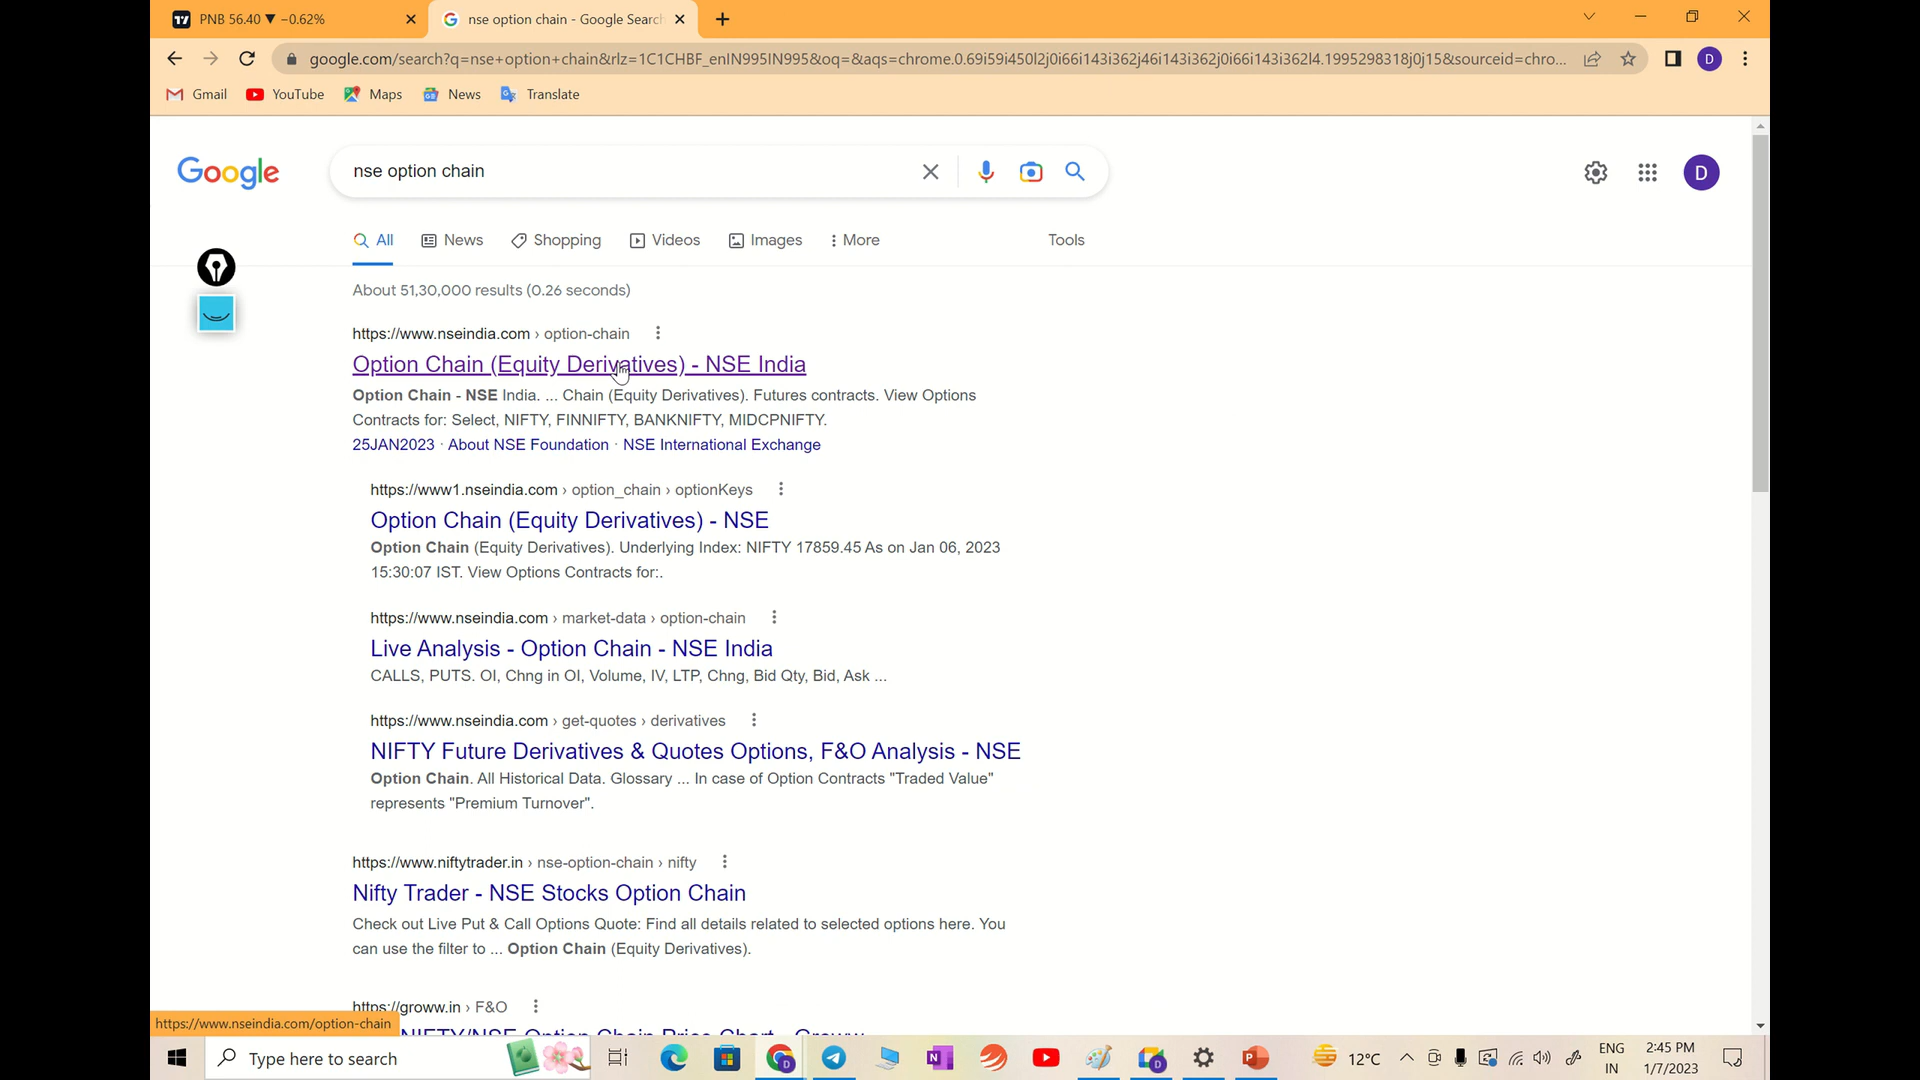 PNB 56.40 ▼ −0.62%
nse option chain - Google Search
google.com/search?q=nse+option+chain&rlz=1C1CHBF_enIN995IN995&oq=&aqs=chrome.0.69i59i450l2j0i66i143i362j46i143i362j0i66i143i362l4.1995298318j0j15&sourceid=chro...
Gmail YouTube Maps News Translate
Google
nse option chain
D
All News Shopping Videos Images More Tools
About 51,30,000 results (0.26 seconds)
https://www.nseindia.com › option-chain
Option Chain (Equity Derivatives) - NSE India
Option Chain - NSE India. ... Chain (Equity Derivatives). Futures contracts. View Options
Contracts for: Select, NIFTY, FINNIFTY, BANKNIFTY, MIDCPNIFTY.
25JAN2023 · About NSE Foundation · NSE International Exchange
https://www1.nseindia.com › option_chain › optionKeys
Option Chain (Equity Derivatives) - NSE
Option Chain (Equity Derivatives). Underlying Index: NIFTY 17859.45 As on Jan 06, 2023
15:30:07 IST. View Options Contracts for:.
https://www.nseindia.com › market-data › option-chain
Live Analysis - Option Chain - NSE India
CALLS, PUTS. OI, Chng in OI, Volume, IV, LTP, Chng, Bid Qty, Bid, Ask ...
https://www.nseindia.com › get-quotes › derivatives
NIFTY Future Derivatives & Quotes Options, F&O Analysis - NSE
Option Chain. All Historical Data. Glossary ... In case of Option Contracts "Traded Value"
represents "Premium Turnover".
https://www.niftytrader.in › nse-option-chain › nifty
Nifty Trader - NSE Stocks Option Chain
Check out Live Put & Call Options Quote: Find all details related to selected options here. You
can use the filter to ... Option Chain (Equity Derivatives).
https://groww.in › F&O
NIFTY/NSE Option Chain Price Chart - Groww
https://www.nseindia.com/option-chain
Type here to search
12°C
ENG
IN
2:45 PM
1/7/2023